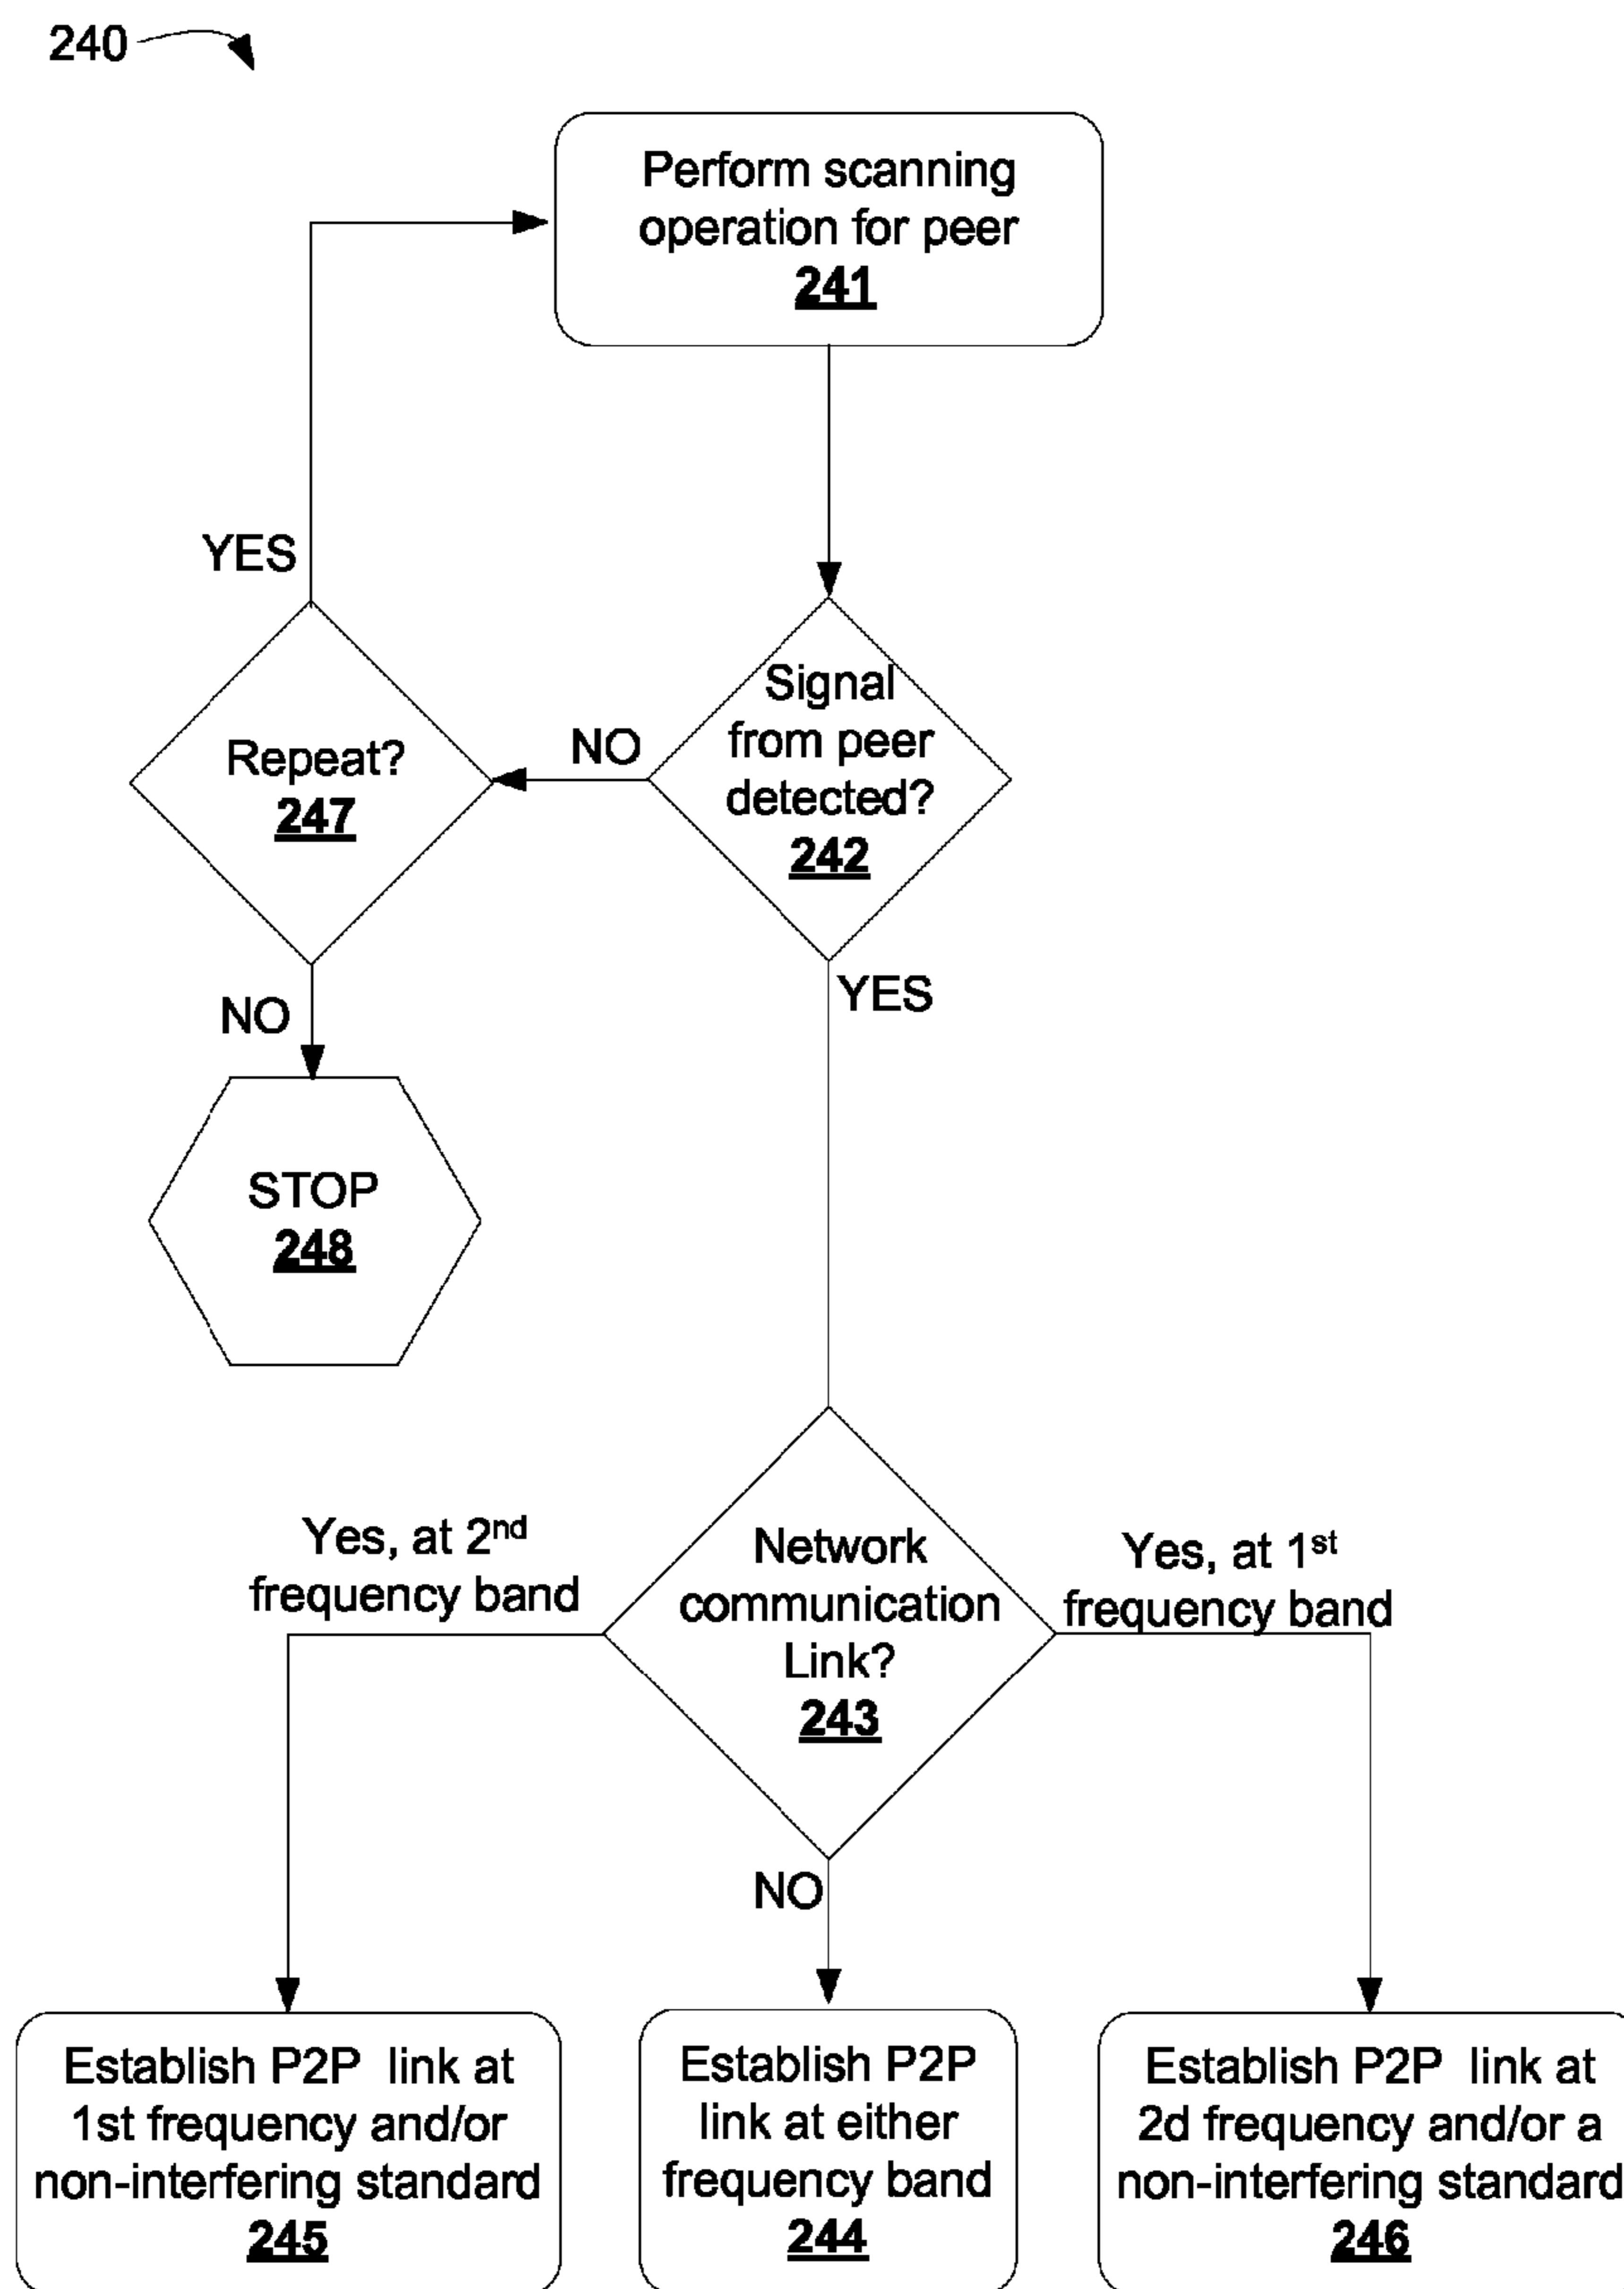 240
Perform scanning
operation for peer
241
YES
Signal
from peer
detected?
242
NO
Repeat?
247
NO
STOP
248
YES
Network
communication
Link?
243
Yes, at 2nd
frequency band
Yes, at 1st
frequency band
NO
Establish P2P link at
1st frequency and/or
non-interfering standard
245
Establish P2P
link at either
frequency band
244
Establish P2P link at
2d frequency and/or a
non-interfering standard
246